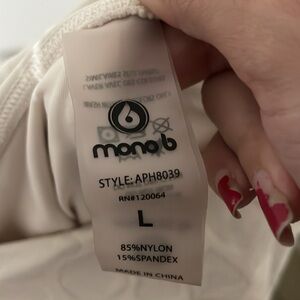 mono b
STYLE: APH8039
RN#120064
L
85%NYLON
15%SPANDEX
MADE IN CHINA